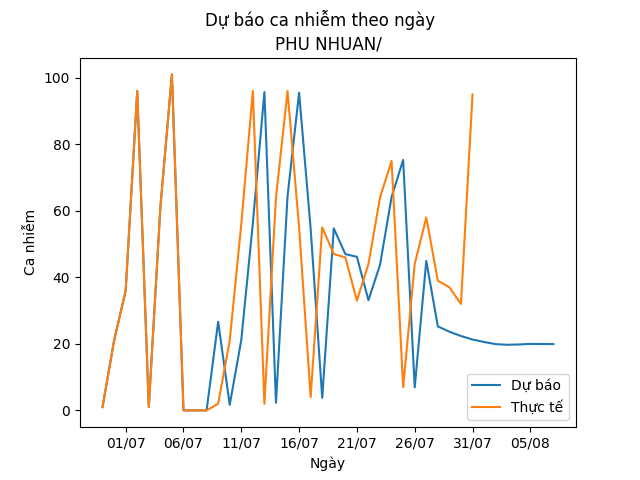 Dự báo ca nhiễm theo ngày
PHU NHUAN/
100
80
60
40
20
0
Ca nhiễm
01/07 06/07 11/07 16/07 21/07 26/07 31/07 05/08
Ngày
Dự báo
Thực tế